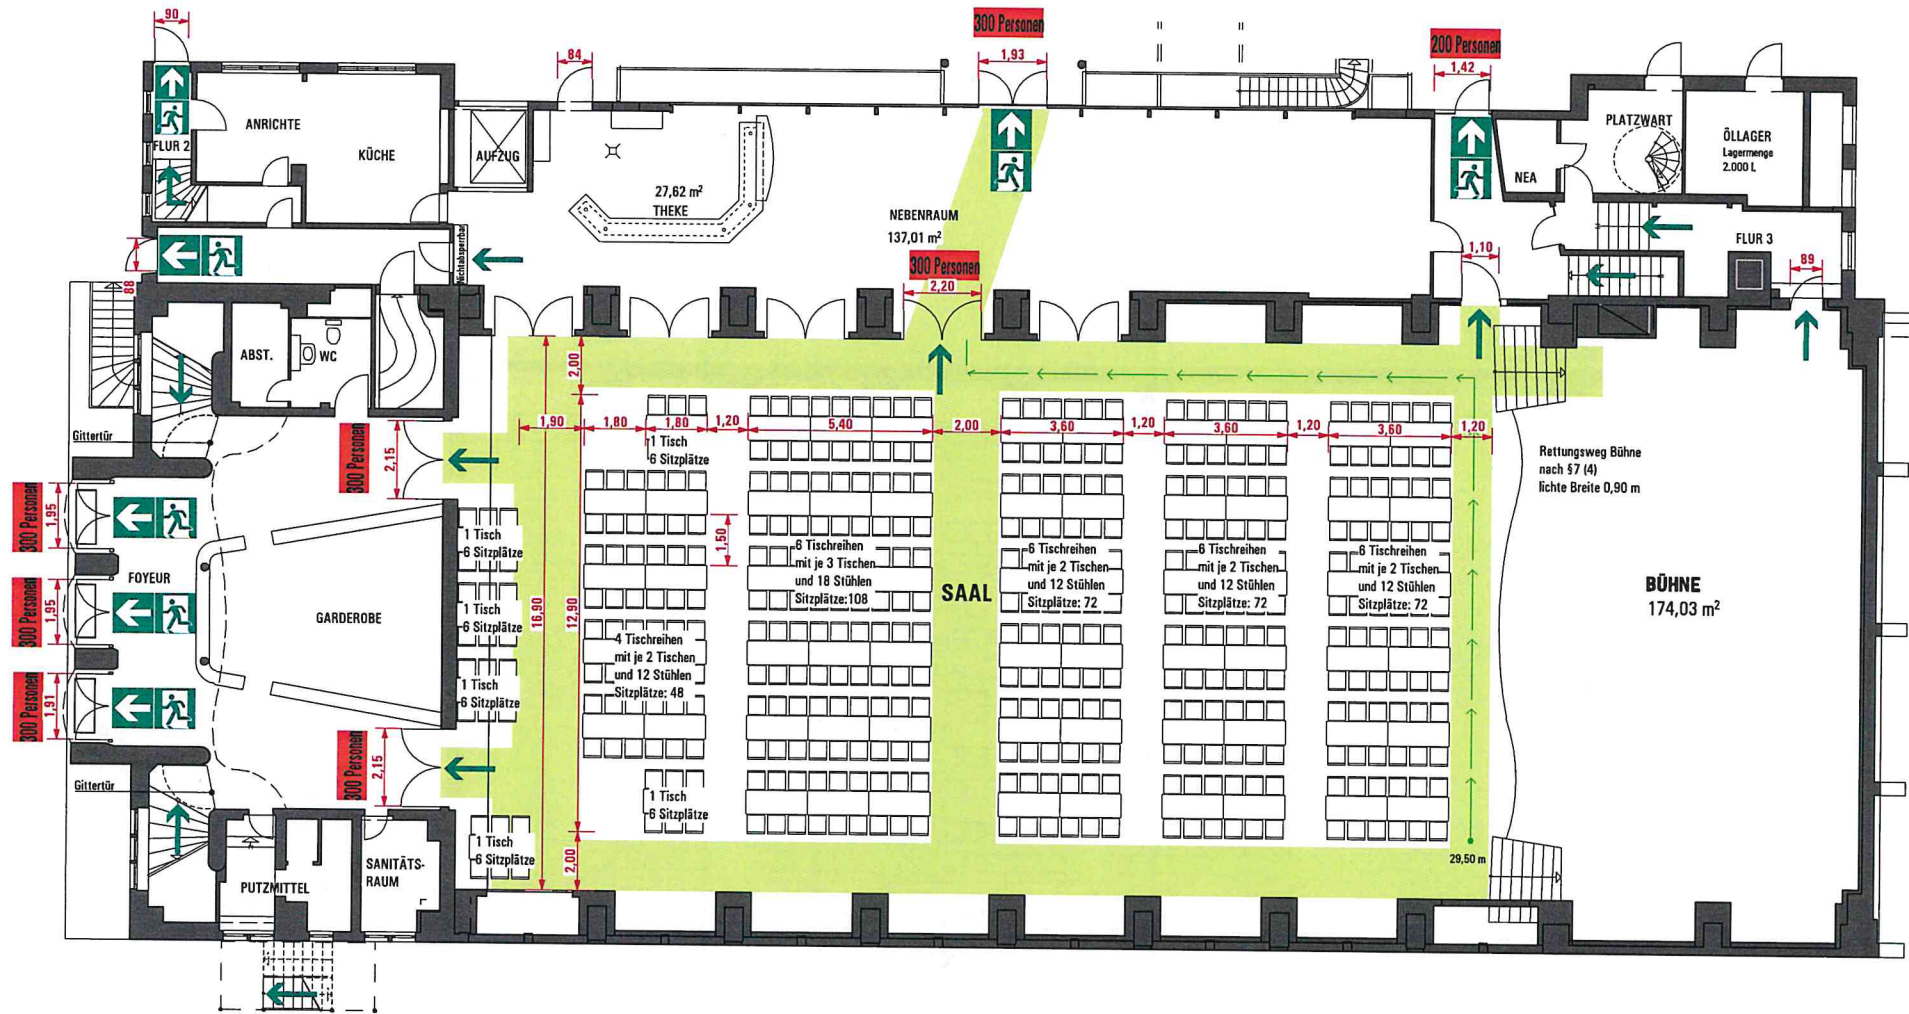 90
300 Personen
1,93
84
200 Personen
1,42
ANRICHTE
KÜCHE
FLUR 2
AUFZUG
27,62 m²
THEKE
NEBENRAUM
137,01 m²
PLATZWART
ÖLLAGER
Lagermenge
2.000 L
NEA
FLUR 3
1,10
89
88
Nichtabsperrbar
300 Personen
2,20
ABST.
WC
Gittertür
300 Personen
2,15
2,00
1,90
1,80
1,80
1,20
5,40
2,00
3,60
1,20
3,60
1,20
3,60
1,20
1 Tisch
6 Sitzplätze
Rettungsweg Bühne
nach §7 (4)
lichte Breite 0,90 m
300 Personen
1,95
300 Personen
1,95
300 Personen
1,91
FOYEUR
GARDEROBE
1 Tisch
6 Sitzplätze
1 Tisch
6 Sitzplätze
1 Tisch
6 Sitzplätze
16,90
12,90
1,50
4 Tischreihen
mit je 2 Tischen
und 12 Stühlen
Sitzplätze: 48
6 Tischreihen
mit je 3 Tischen
und 18 Stühlen
Sitzplätze:108
SAAL
6 Tischreihen
mit je 2 Tischen
und 12 Stühlen
Sitzplätze: 72
6 Tischreihen
mit je 2 Tischen
und 12 Stühlen
Sitzplätze: 72
6 Tischreihen
mit je 2 Tischen
und 12 Stühlen
Sitzplätze: 72
BÜHNE
174,03 m²
300 Personen
2,15
Gittertür
1 Tisch
6 Sitzplätze
1 Tisch
6 Sitzplätze
2,00
29,50 m
PUTZMITTEL
SANITÄTS-
RAUM